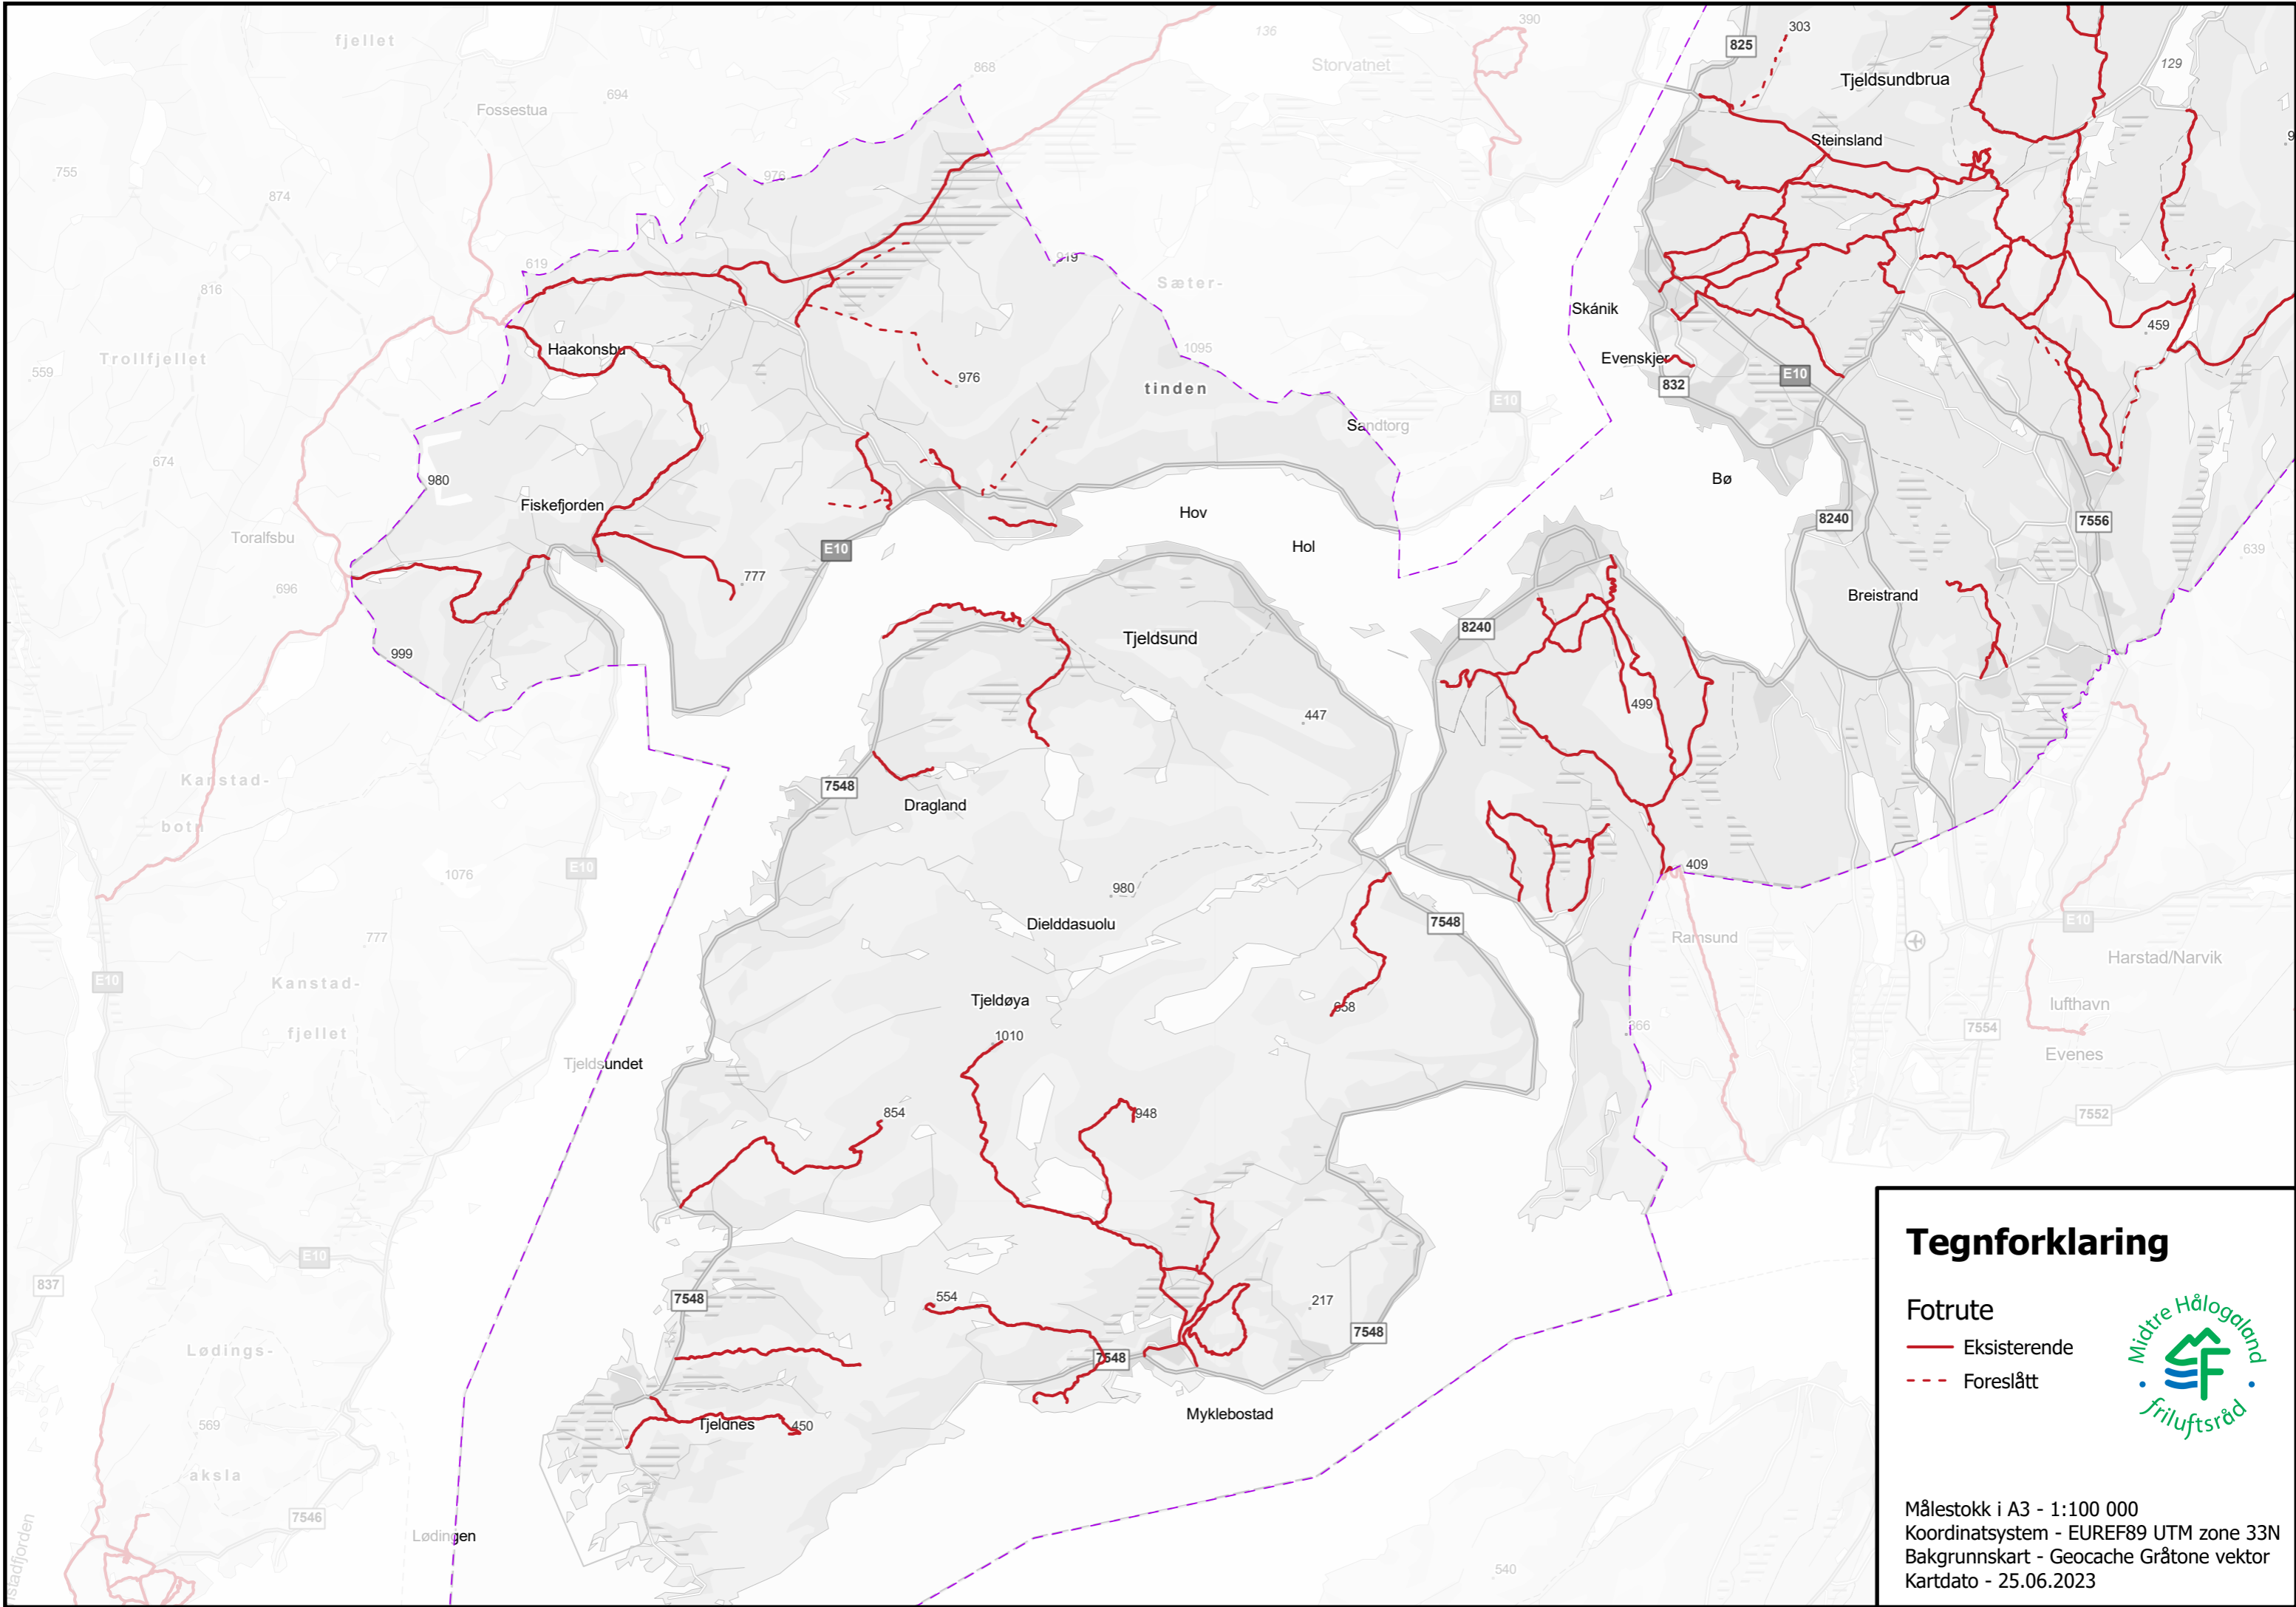 fjellet
136
390
303
825
Storvatnet
129
Tjeldsundbrua
868
694
Fossestua
Steinsland
755
976
874
619
919
Sæter-
816
Skánik
459
Haakonsbu
1095
Trollfjellet
Evenskjer
559
976
tinden
832
E10
E10
Sandtorg
674
980
Bø
Fiskefjorden
Hov
8240
7556
Toralfsbu
Hol
E10
639
777
696
Breistrand
8240
Tjeldsund
999
499
447
Kanstad-
7548
Dragland
botn
409
E10
1076
980
Dielddasuolu
7548
E10
777
Ramsund
Harstad/Narvik
E10
Kanstad-
Tjeldøya
658
lufthavn
fjellet
1010
366
7554
Evenes
Tjeldsundet
854
948
7552
Tegnforklaring
E10
837
7548
554
217
Fotrute
Midtre Hålogaland
friluftsråd
7548
Eksisterende
Lødings-
7548
Foreslått
569
Tjeldnes
450
Myklebostad
aksla
7546
Lødingen
Målestokk i A3 - 1:100 000
Koordinatsystem - EUREF89 UTM zone 33N
Bakgrunnskart - Geocache Gråtone vektor
540
Kartdato - 25.06.2023